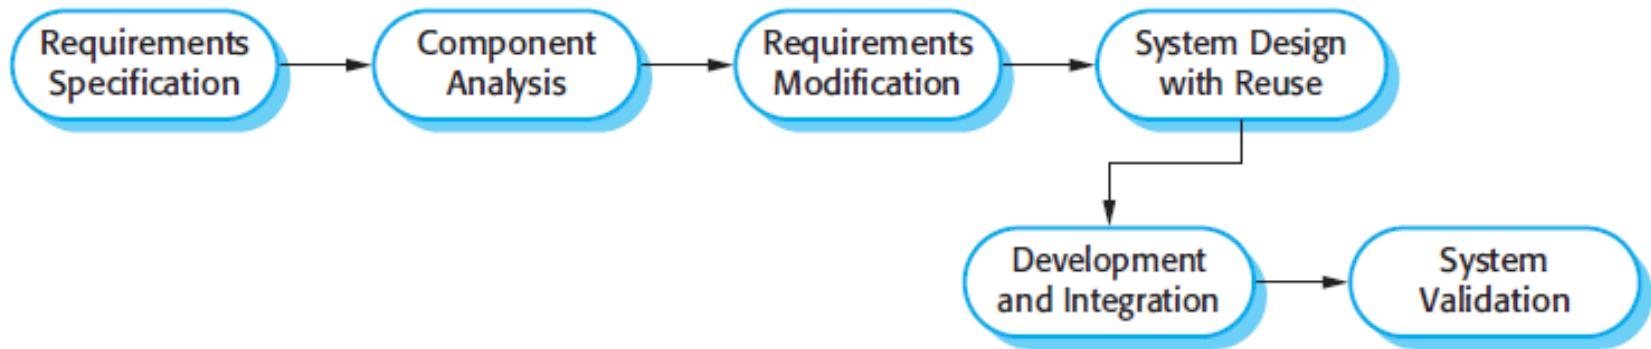 Requirements
Specification
Component
Analysis
Requirements
Modification
System Design
with Reuse
Development
and Integration
System
Validation